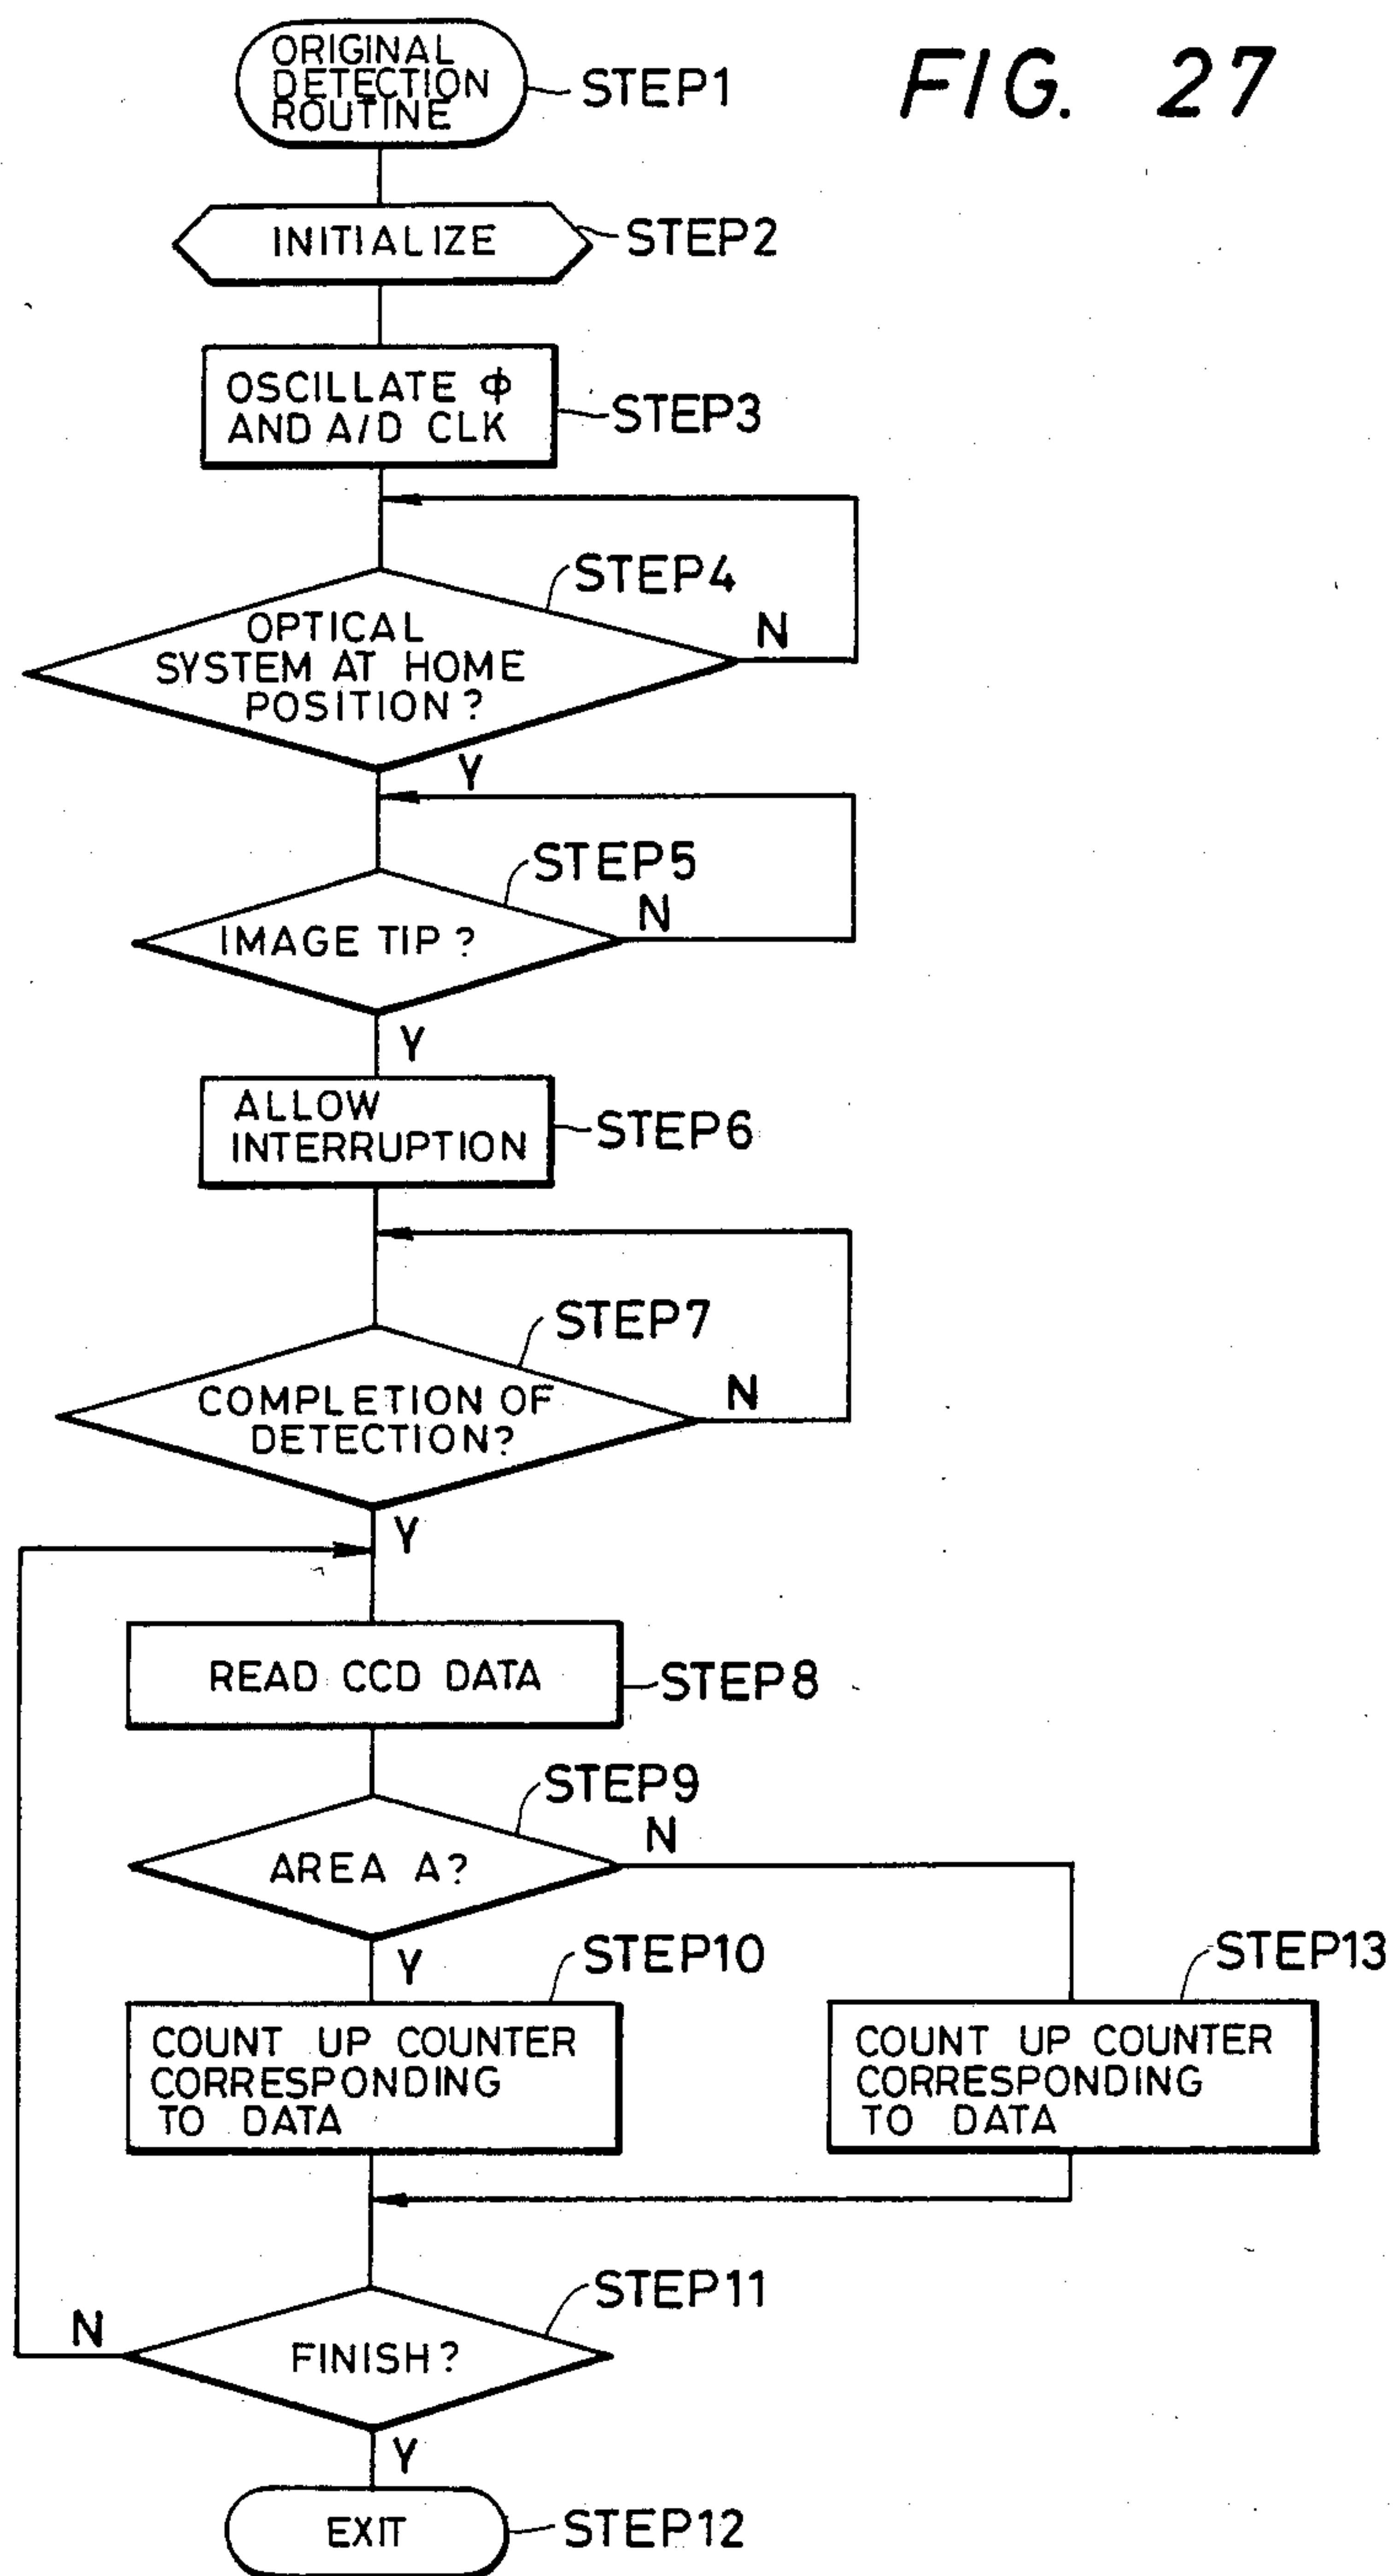 FIG. 27
ORIGINAL
DETECTION
ROUTINE
STEP1
INITIALIZE
STEP2
OSCILLATE Φ
AND A/D CLK
STEP3
STEP4
OPTICAL
SYSTEM AT HOME
POSITION?
N
Y
STEP5
IMAGE TIP?
N
Y
ALLOW
INTERRUPTION
STEP6
STEP7
COMPLETION OF
DETECTION?
N
Y
READ CCD DATA
STEP8
STEP9
AREA A?
N
Y
STEP10
COUNT UP COUNTER
CORRESPONDING
TO DATA
STEP13
COUNT UP COUNTER
CORRESPONDING
TO DATA
STEP11
FINISH?
N
Y
EXIT
STEP12